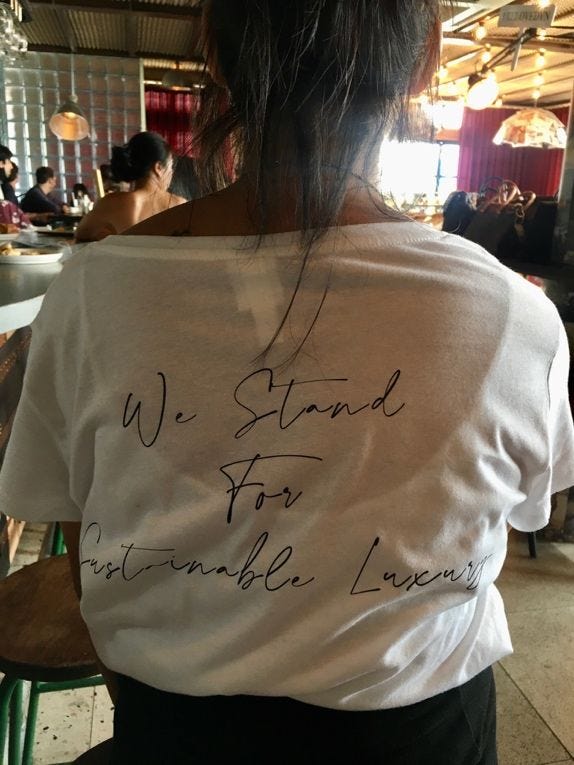 We Stand
For
Sustainable Luxury